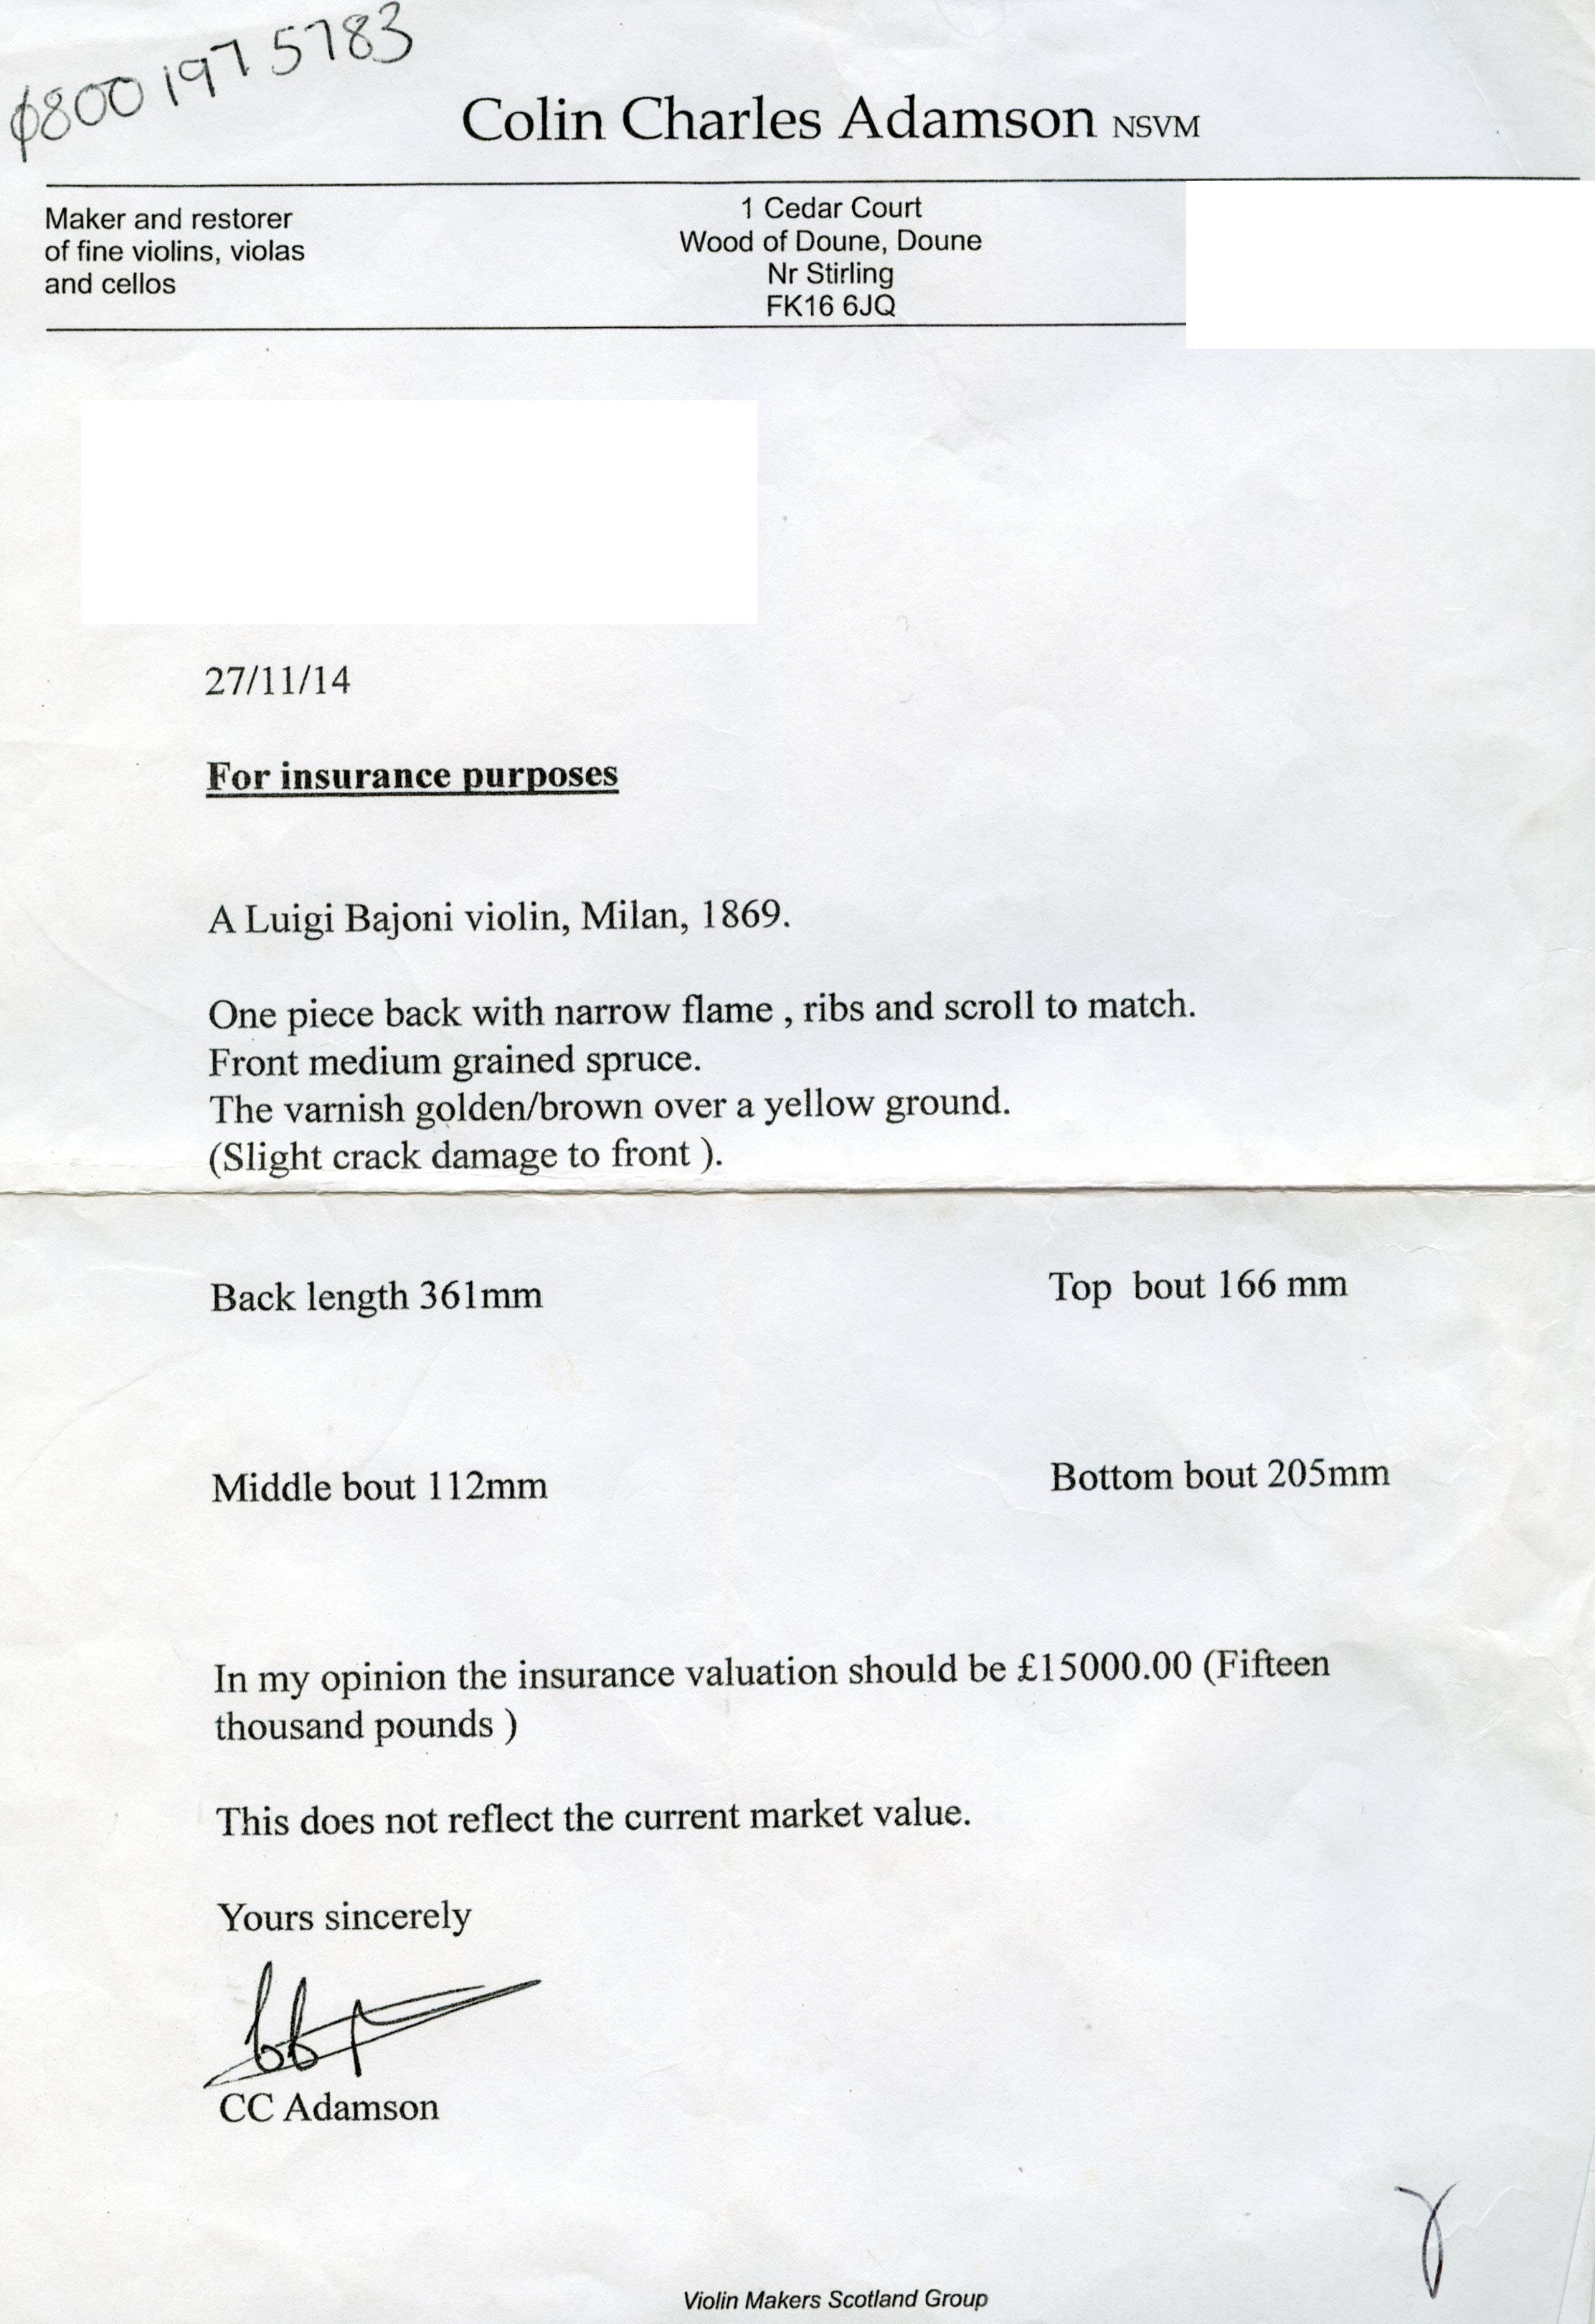 0800 197 5783
Colin Charles Adamson NSVM
Maker and restorer
of fine violins, violas
and cellos
1 Cedar Court
Wood of Doune, Doune
Nr Stirling
FK16 6JQ
27/11/14
For insurance purposes
A Luigi Bajoni violin, Milan, 1869.
One piece back with narrow flame , ribs and scroll to match.
Front medium grained spruce.
The varnish golden/brown over a yellow ground.
(Slight crack damage to front ).
Back length 361mm
Top bout 166 mm
Middle bout 112mm
Bottom bout 205mm
In my opinion the insurance valuation should be £15000.00 (Fifteen
thousand pounds )
This does not reflect the current market value.
Yours sincerely
CC Adamson
Violin Makers Scotland Group